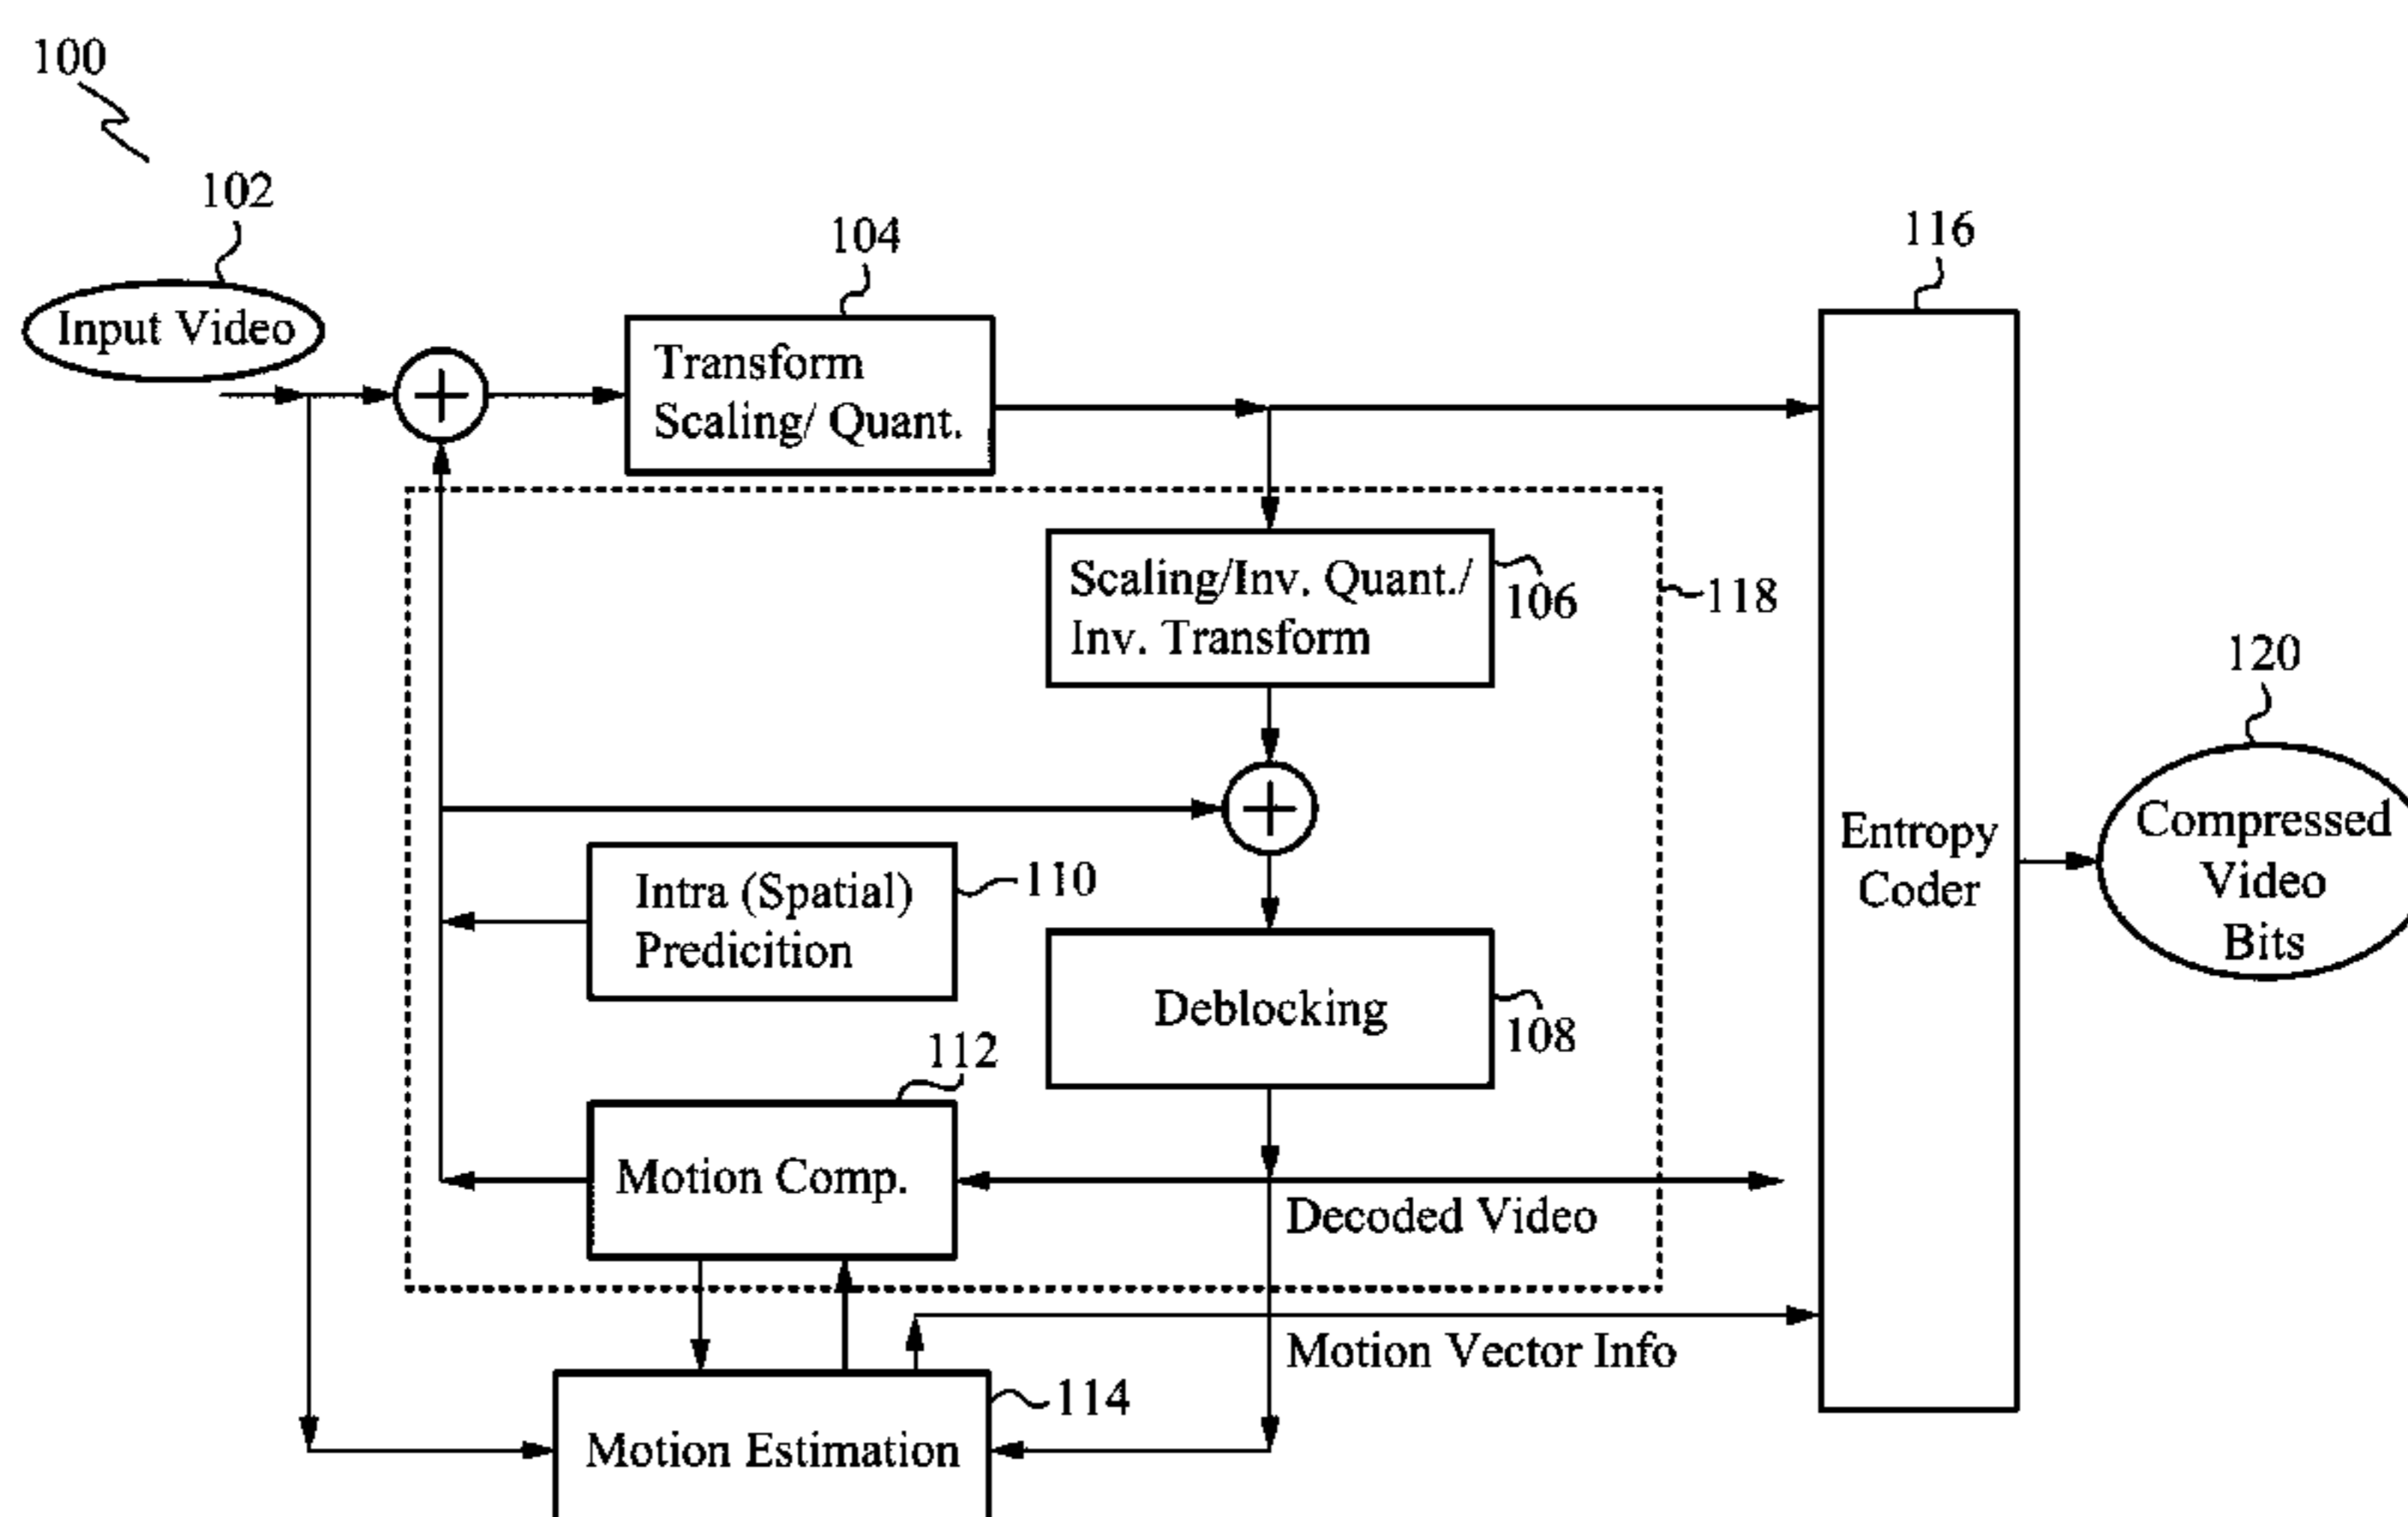 100
102
Input Video
104
Transform
Scaling/ Quant.
116
Scaling/Inv. Quant./
Inv. Transform
106
118
120
Compressed
Video
Bits
Entropy
Coder
Intra (Spatial)
Predicition
110
Deblocking
108
112
Motion Comp.
Decoded Video
Motion Vector Info
114
Motion Estimation